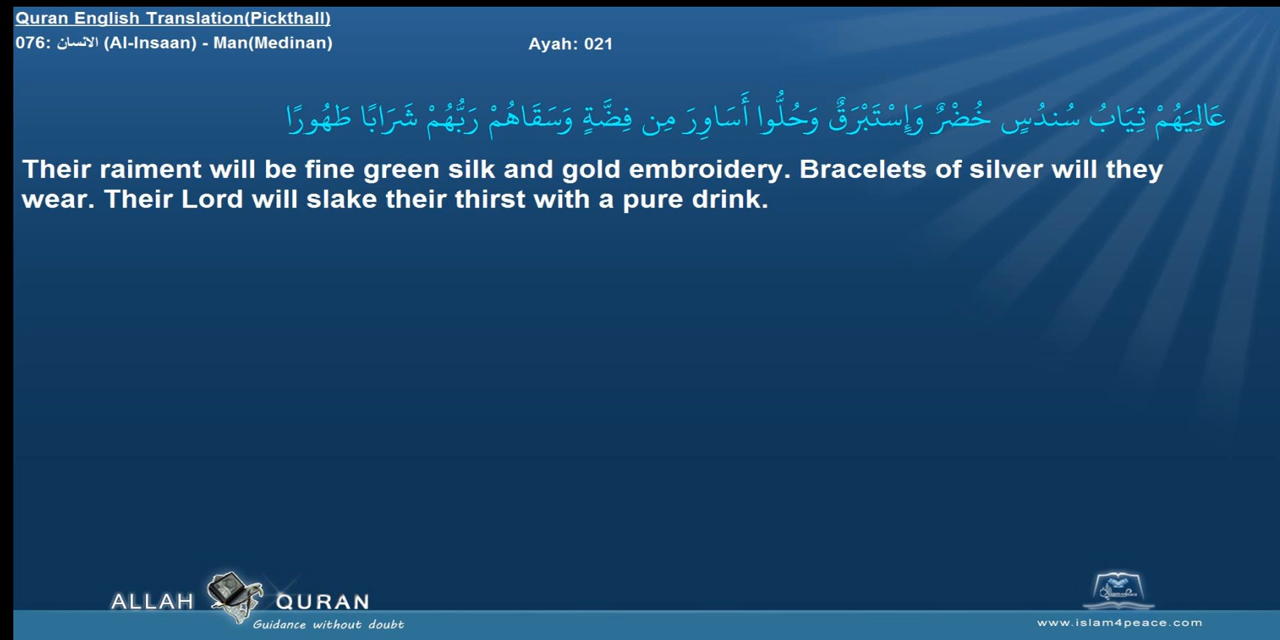 Quran English Translation(Pickthall)
076: الانسان (Al-Insaan) - Man(Medinan)
Ayah: 021
عَالِيَهُمْ ثِيَابُ سُندُسٍ خُضْرٌ وَإِسْتَبْرَقٌ وَحُلُّوا أَسَاوِرَ مِن فِضَّةٍ وَسَقَاهُمْ رَبُّهُمْ شَرَابًا طَهُورًا
Their raiment will be fine green silk and gold embroidery. Bracelets of silver will they
wear. Their Lord will slake their thirst with a pure drink.
ALLAH QURAN
Guidance without doubt
www.islam4peace.com